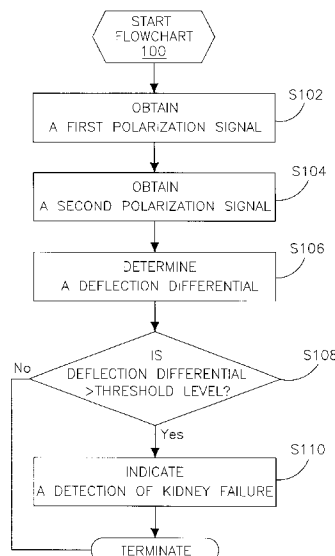 START
FLOWCHART
100
OBTAIN
A FIRST POLARIZATION SIGNAL
S102
OBTAIN
A SECOND POLARIZATION SIGNAL
S104
DETERMINE
A DEFLECTION DIFFERENTIAL
S106
IS
DEFLECTION DIFFERENTIAL
>THRESHOLD LEVEL?
S108
No
Yes
INDICATE
A DETECTION OF KIDNEY FAILURE
S110
TERMINATE